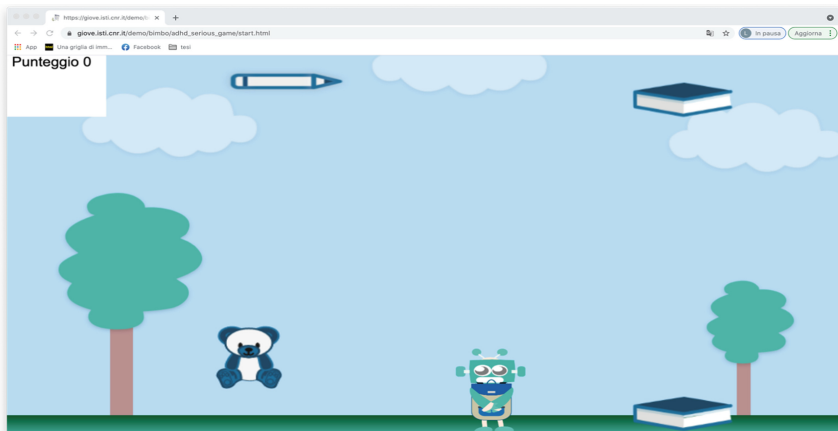 https://giove.isti.cnr.it/demo/b
giove.isti.cnr.it/demo/bimbo/adhd_serious_game/start.html
In pausa
Aggiorna
App
Una griglia di imm...
Facebook
tesi
Punteggio 0